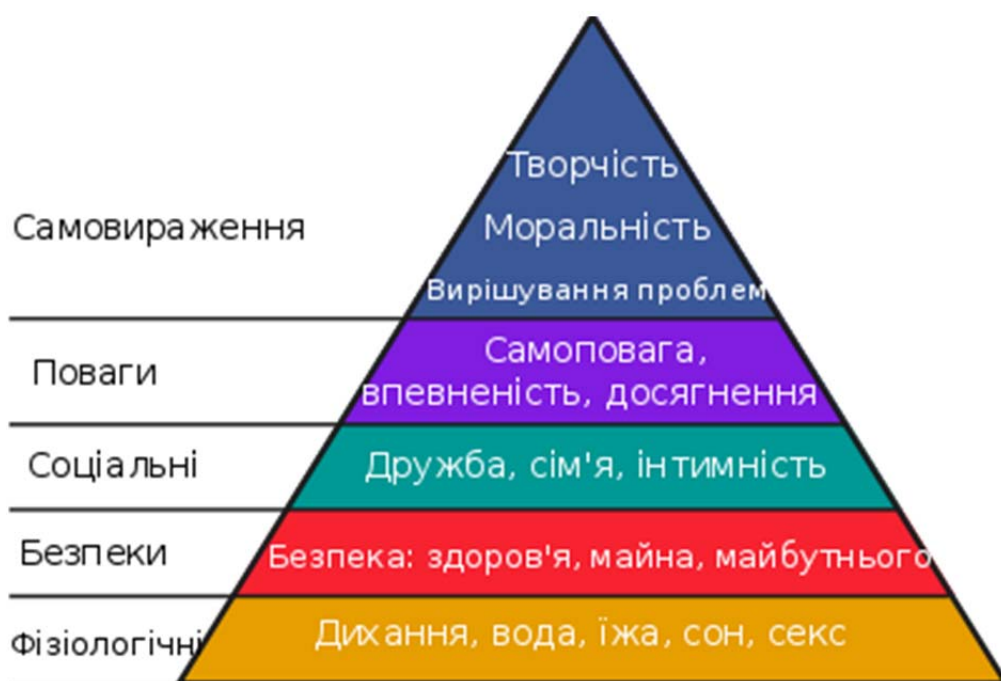 Творчість
Самовираження
Моральність
Вирішування проблем
Поваги
Самоповага,
впевненість, досягнення
Соціальні
Дружба, сім'я, інтимність
Безпеки
Безпека: здоров'я, майна, майбутнього
Фізіологічні
Дихання, вода, їжа, сон, секс